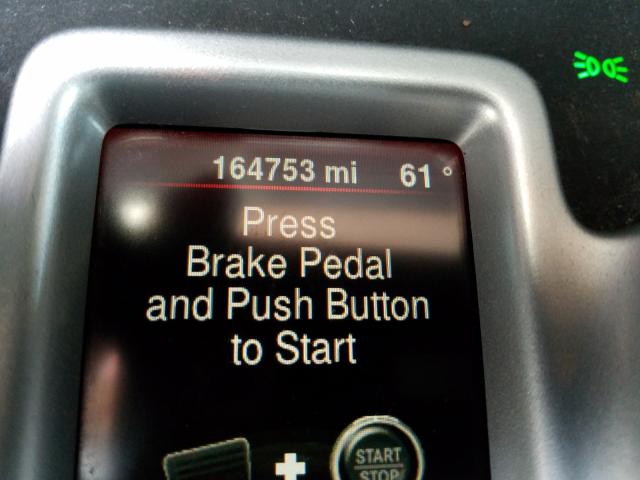 164753 mi 61°
Press
Brake Pedal
and Push Button
to Start
START
STOP